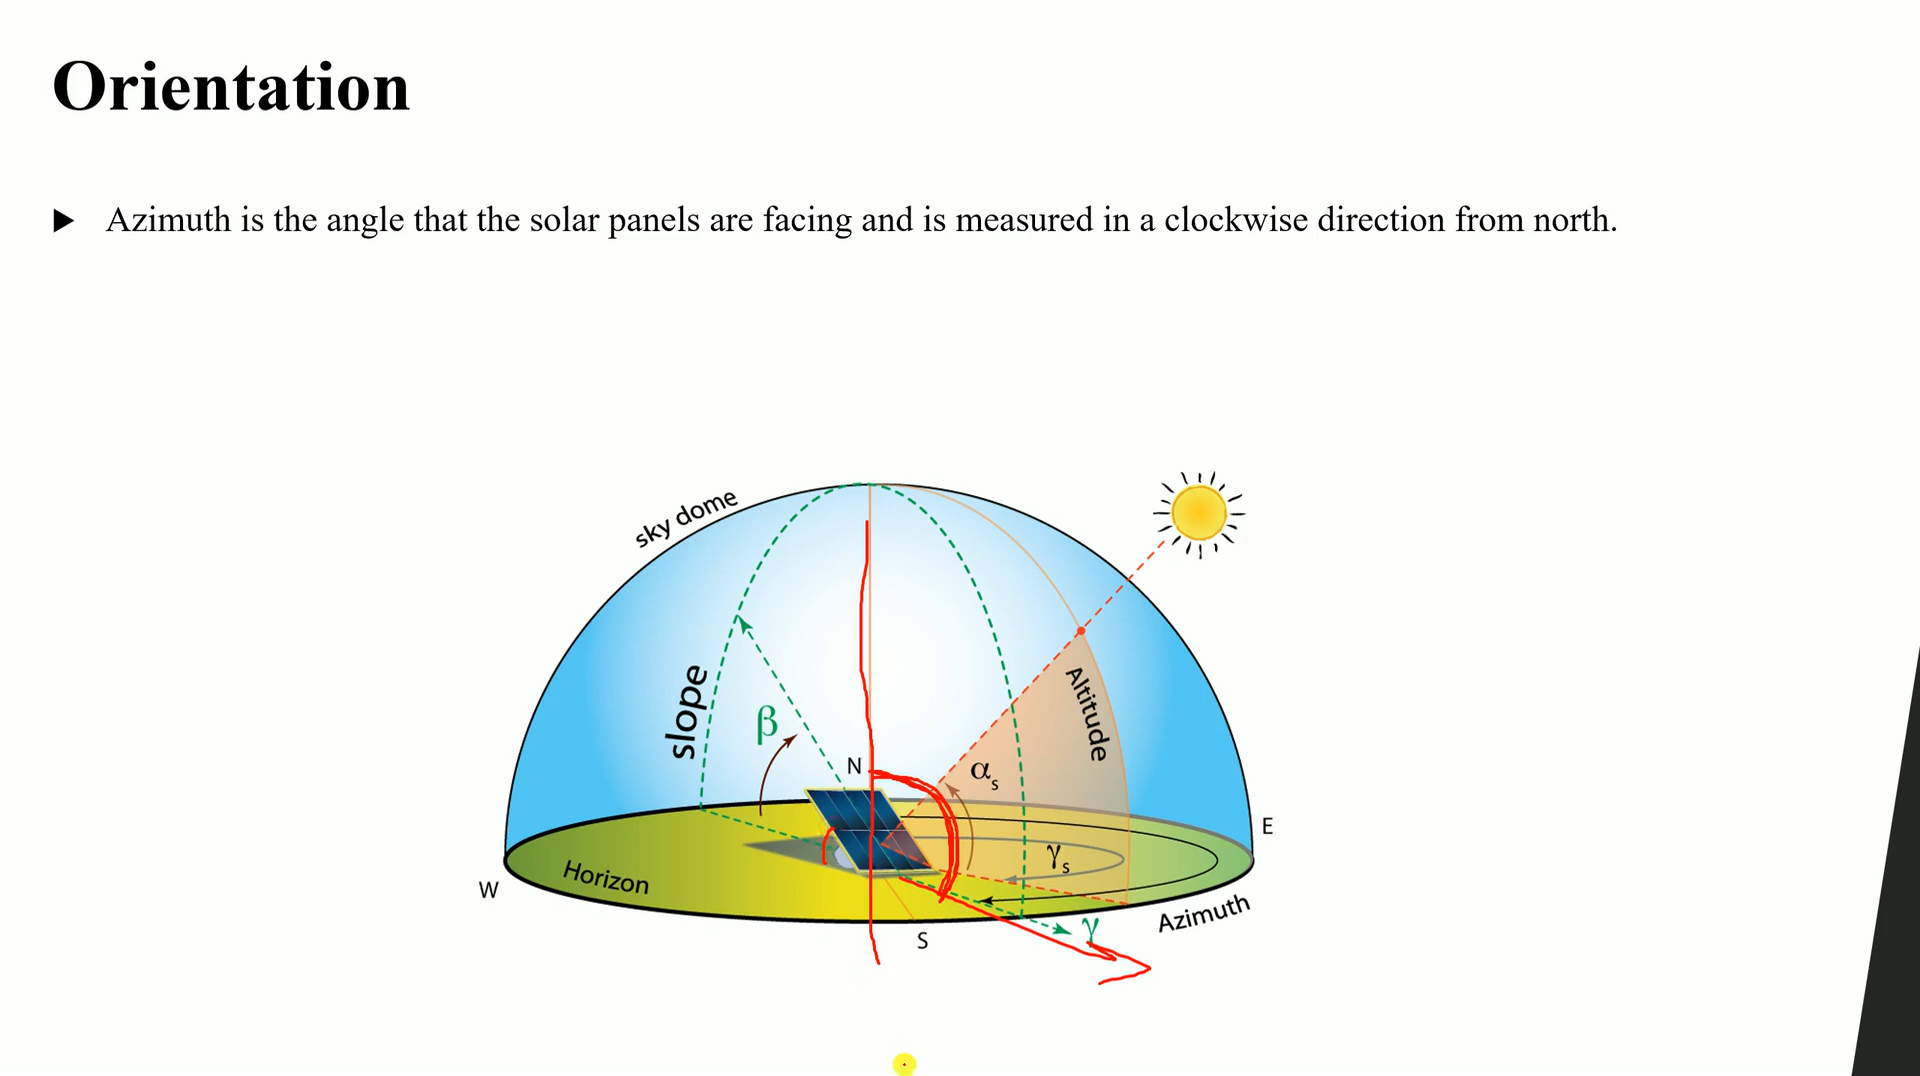 Orientation
Azimuth is the angle that the solar panels are facing and is measured in a clockwise direction from north.
sky dome
slope
β
N
αs
Altitude
E
γs
Horizon
W
Azimuth
γ
S